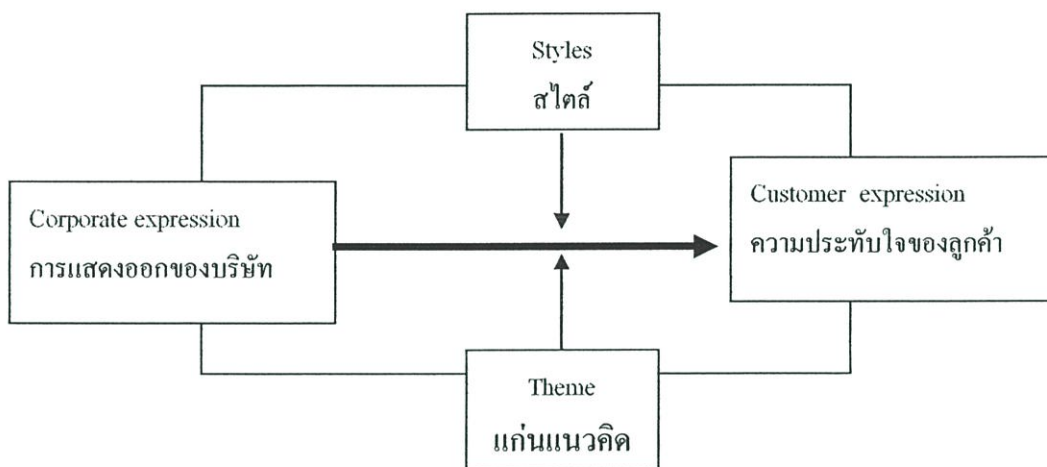 Styles
สไตล์
Corporate expression
การแสดงออกของบริษัท
Customer expression
ความประทับใจของลูกค้า
Theme
แก่นแนวคิด